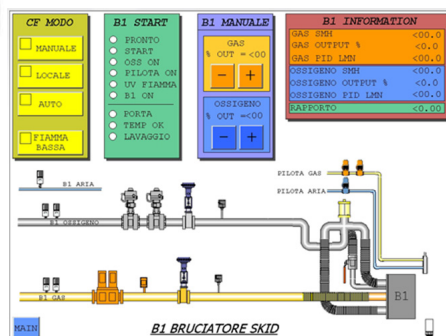 CF MODO
MANUALE
LOCALE
AUTO
FIAMMA
BASSA
B1 START
PRONTO
START
OSS ON
PILOTA ON
UV FIAMMA
B1 ON
PORTA
TEMP OK
LAVAGGIO
B1 MANUALE
GAS
% OUT =<00
- +
OSSIGENO
% OUT =<00
- +
B1 INFORMATION
GAS SMH <00.0
GAS OUTPUT % <0.0
GAS PID LMN <00.0
OSSIGENO SMH <00.0
OSSIGENO OUTPUT % <0.0
OSSIGENO PID LMN <00.0
RAPPORTO <0.00
PILOTA GAS
PILOTA ARIA
B1 ARIA
B1 OSSIGENO
B1 GAS
B1
MAIN
B1 BRUCIATORE SKID